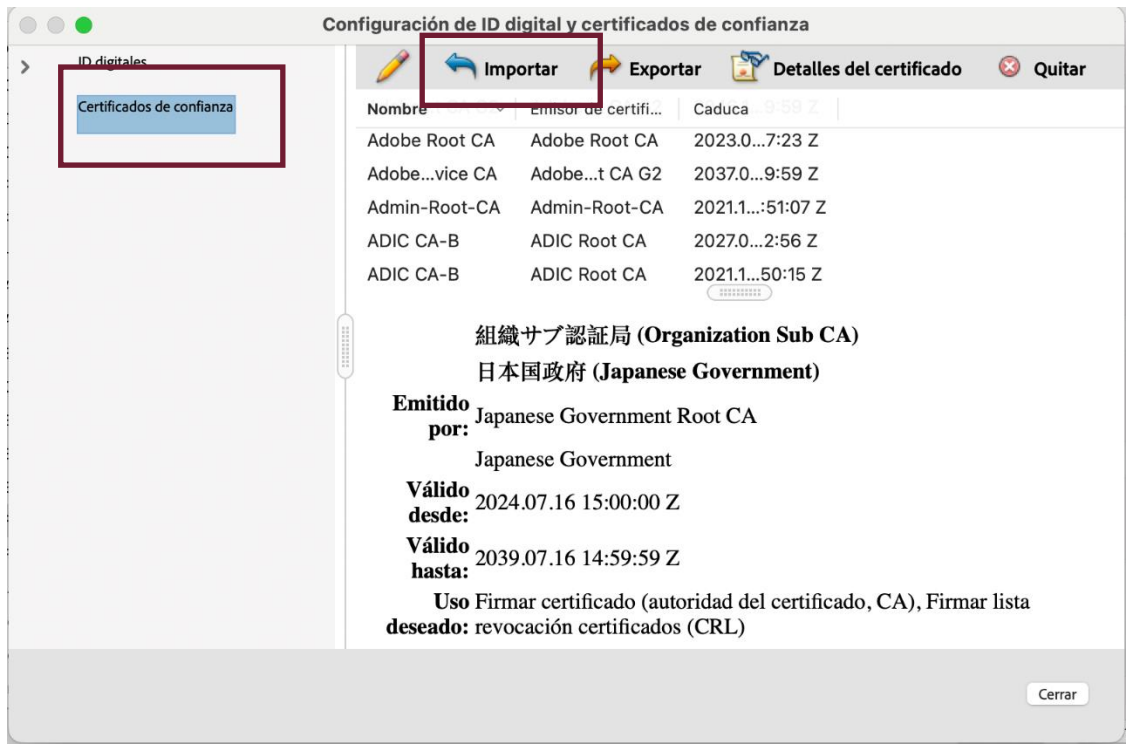 Configuración de ID digital y certificados de confianza
ID digitales
Certificados de confianza
Importar Exportar Detalles del certificado Quitar
Nombre Emisor de certifi... Caduca
Adobe Root CA Adobe Root CA 2023.0...7:23 Z
Adobe...vice CA Adobe...t CA G2 2037.0...9:59 Z
Admin-Root-CA Admin-Root-CA 2021.1...:51:07 Z
ADIC CA-B ADIC Root CA 2027.0...2:56 Z
ADIC CA-B ADIC Root CA 2021.1...50:15 Z
組織サブ認証局 (Organization Sub CA)
日本国政府 (Japanese Government)
Emitido por: Japanese Government Root CA
Japanese Government
Válido desde: 2024.07.16 15:00:00 Z
Válido hasta: 2039.07.16 14:59:59 Z
Uso Firmar certificado (autoridad del certificado, CA), Firmar lista
deseado: revocación certificados (CRL)
Cerrar